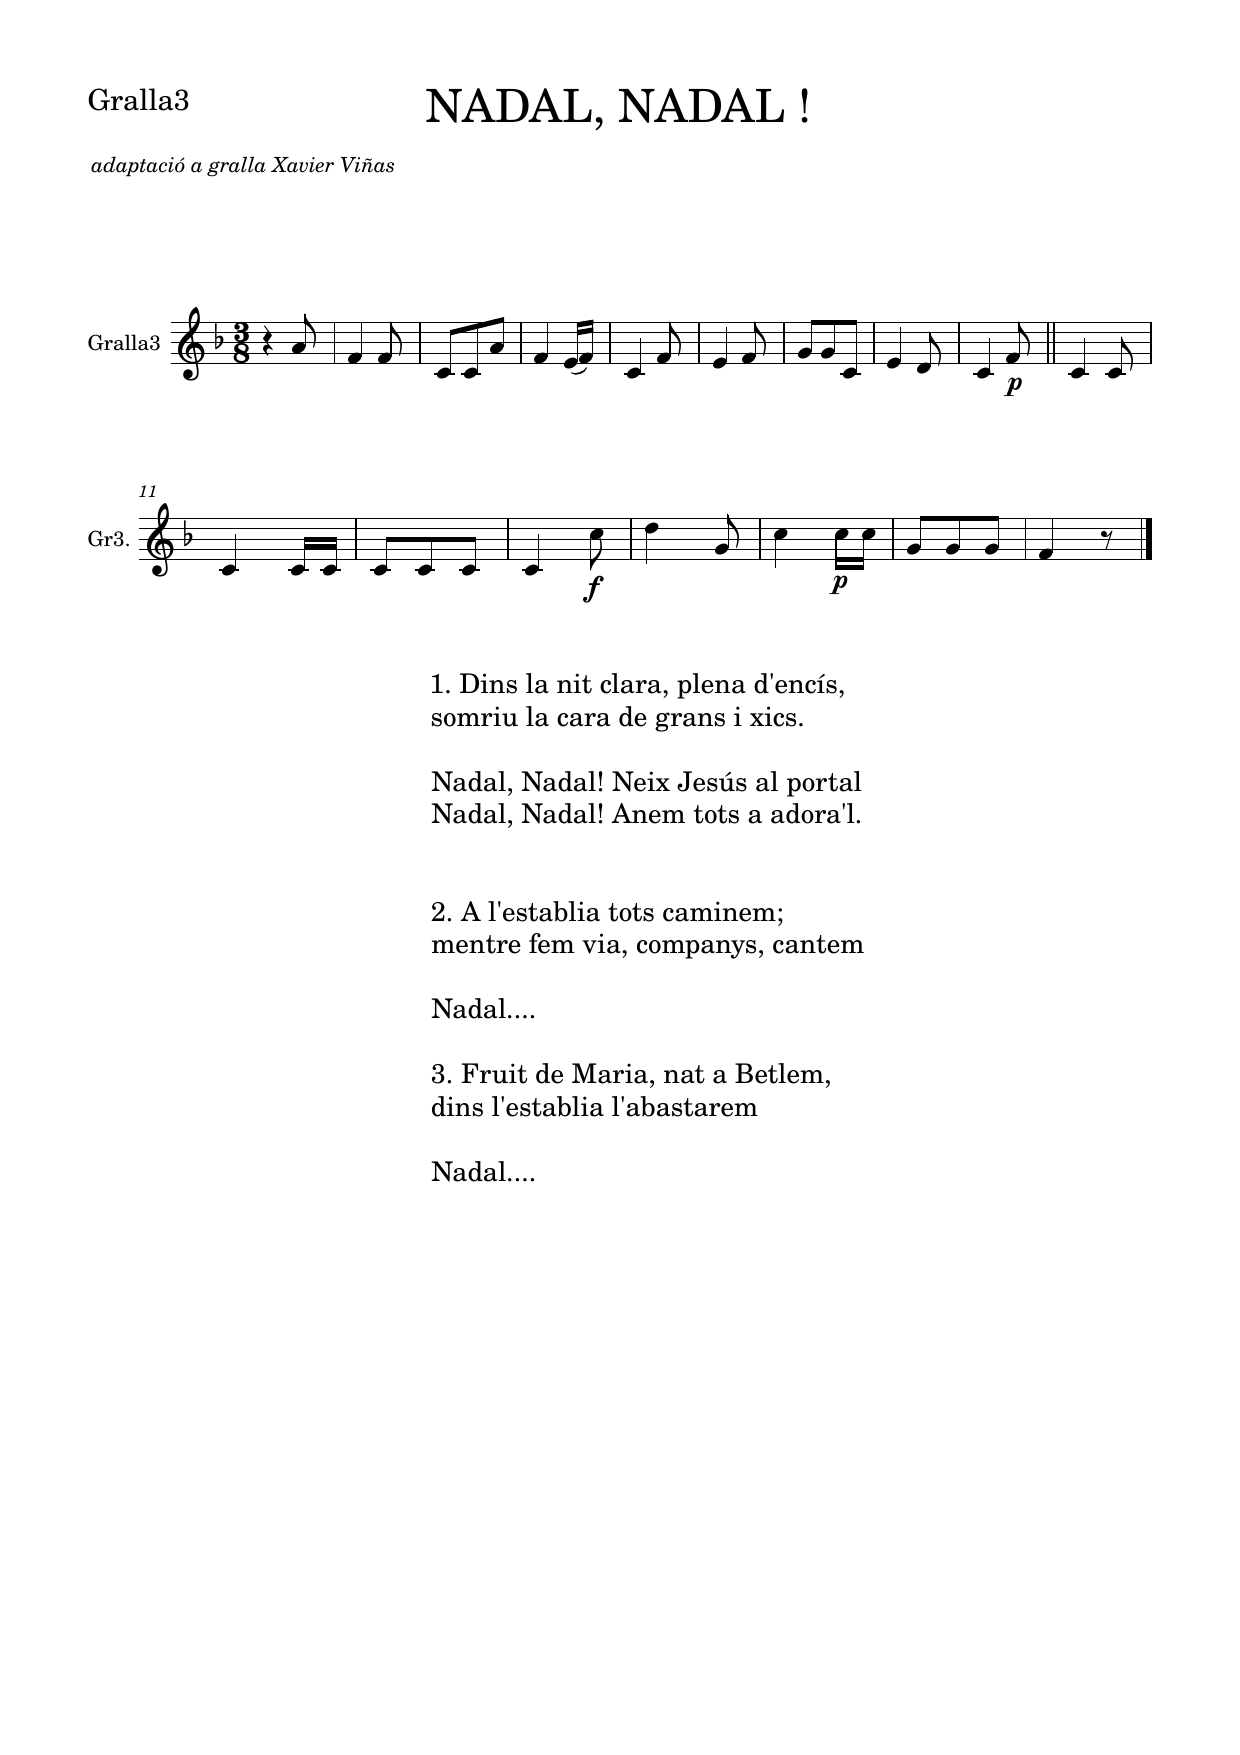 Gralla3
NADAL, NADAL !
adaptació a gralla Xavier Viñas
Gralla3
3
8
p
11
Gr3.
f
p
1. Dins la nit clara, plena d'encís,
somriu la cara de grans i xics.
Nadal, Nadal! Neix Jesús al portal
Nadal, Nadal! Anem tots a adora'l.
2. A l'establia tots caminem;
mentre fem via, companys, cantem
Nadal....
3. Fruit de Maria, nat a Betlem,
dins l'establia l'abastarem
Nadal....